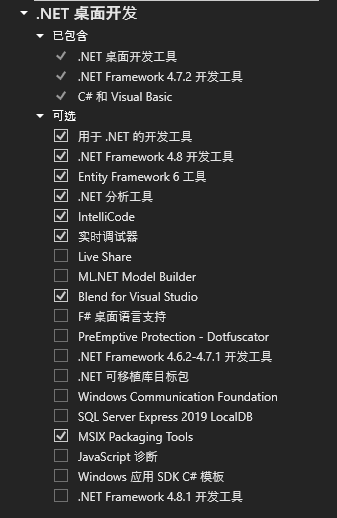 .NET 桌面开发
已包含
.NET 桌面开发工具
.NET Framework 4.7.2 开发工具
C# 和 Visual Basic
可选
用于 .NET 的开发工具
.NET Framework 4.8 开发工具
Entity Framework 6 工具
.NET 分析工具
IntelliCode
实时调试器
Live Share
ML.NET Model Builder
Blend for Visual Studio
F# 桌面语言支持
PreEmptive Protection - Dotfuscator
.NET Framework 4.6.2-4.7.1 开发工具
.NET 可移植库目标包
Windows Communication Foundation
SQL Server Express 2019 LocalDB
MSIX Packaging Tools
JavaScript 诊断
Windows 应用 SDK C# 模板
.NET Framework 4.8.1 开发工具